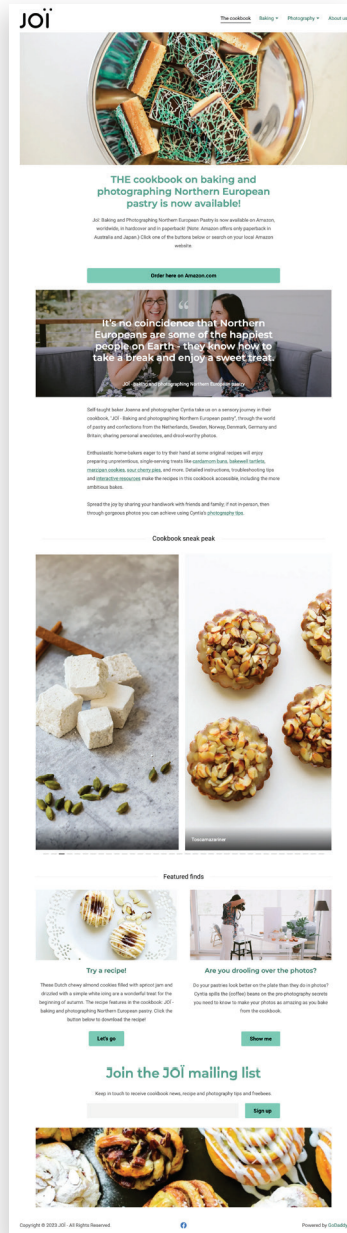 JOÏ
The cookbook Baking Photography About us
THE cookbook on baking and
photographing Northern European
pastry is now available!
JoÏ: Baking and Photographing Northern European Pastry is now available on Amazon,
worldwide, in hardcover and in paperback! (Note: Amazon offers only paperback in
Australia and Japan.) Click one of the buttons below or search on your local Amazon
website.
Order here on Amazon.com
“
It's no coincidence that Northern
Europeans are some of the happiest
people on Earth - they know how to
take a break and enjoy a sweet treat.
JOÏ - Baking and photographing Northern European pastry
Self-taught baker Joanna and photographer Cyntia take us on a sensory journey in their
cookbook, "JOÏ - Baking and photographing Northern European pastry", through the world
of pastry and confections from the Netherlands, Sweden, Norway, Denmark, Germany and
Britain; sharing personal anecdotes, and drool-worthy photos.
Enthusiastic home-bakers eager to try their hand at some original recipes will enjoy
preparing unpretentious, single-serving treats like cardamom buns, bakewell tartlets,
marzipan cookies, sour cherry pies, and more. Detailed instructions, troubleshooting tips
and interactive resources make the recipes in this cookbook accessible, including the more
ambitious bakes.
Spread the joy by sharing your handiwork with friends and family; if not in-person, then
through gorgeous photos you can achieve using Cyntia's photography tips.
Cookbook sneak peak
Toscamazariner
Featured finds
Try a recipe!
These Dutch chewy almond cookies filled with apricot jam and
drizzled with a simple white icing are a wonderful treat for the
beginning of autumn. The recipe features in the cookbook: JOÏ -
baking and photographing Northern European pastry. Click the
button below to download the recipe!
Let's go
Are you drooling over the photos?
Do your pastries look better on the plate than they do in photos?
Cyntia spills the (coffee) beans on the pro photography secrets
you need to know to make your photos as amazing as you bake
from the cookbook.
Show me
Join the JOÏ mailing list
Keep in touch to receive cookbook news, recipe and photography tips and freebees.
Sign up
Copyright © 2023 JOÏ - All Rights Reserved.
Powered by GoDaddy